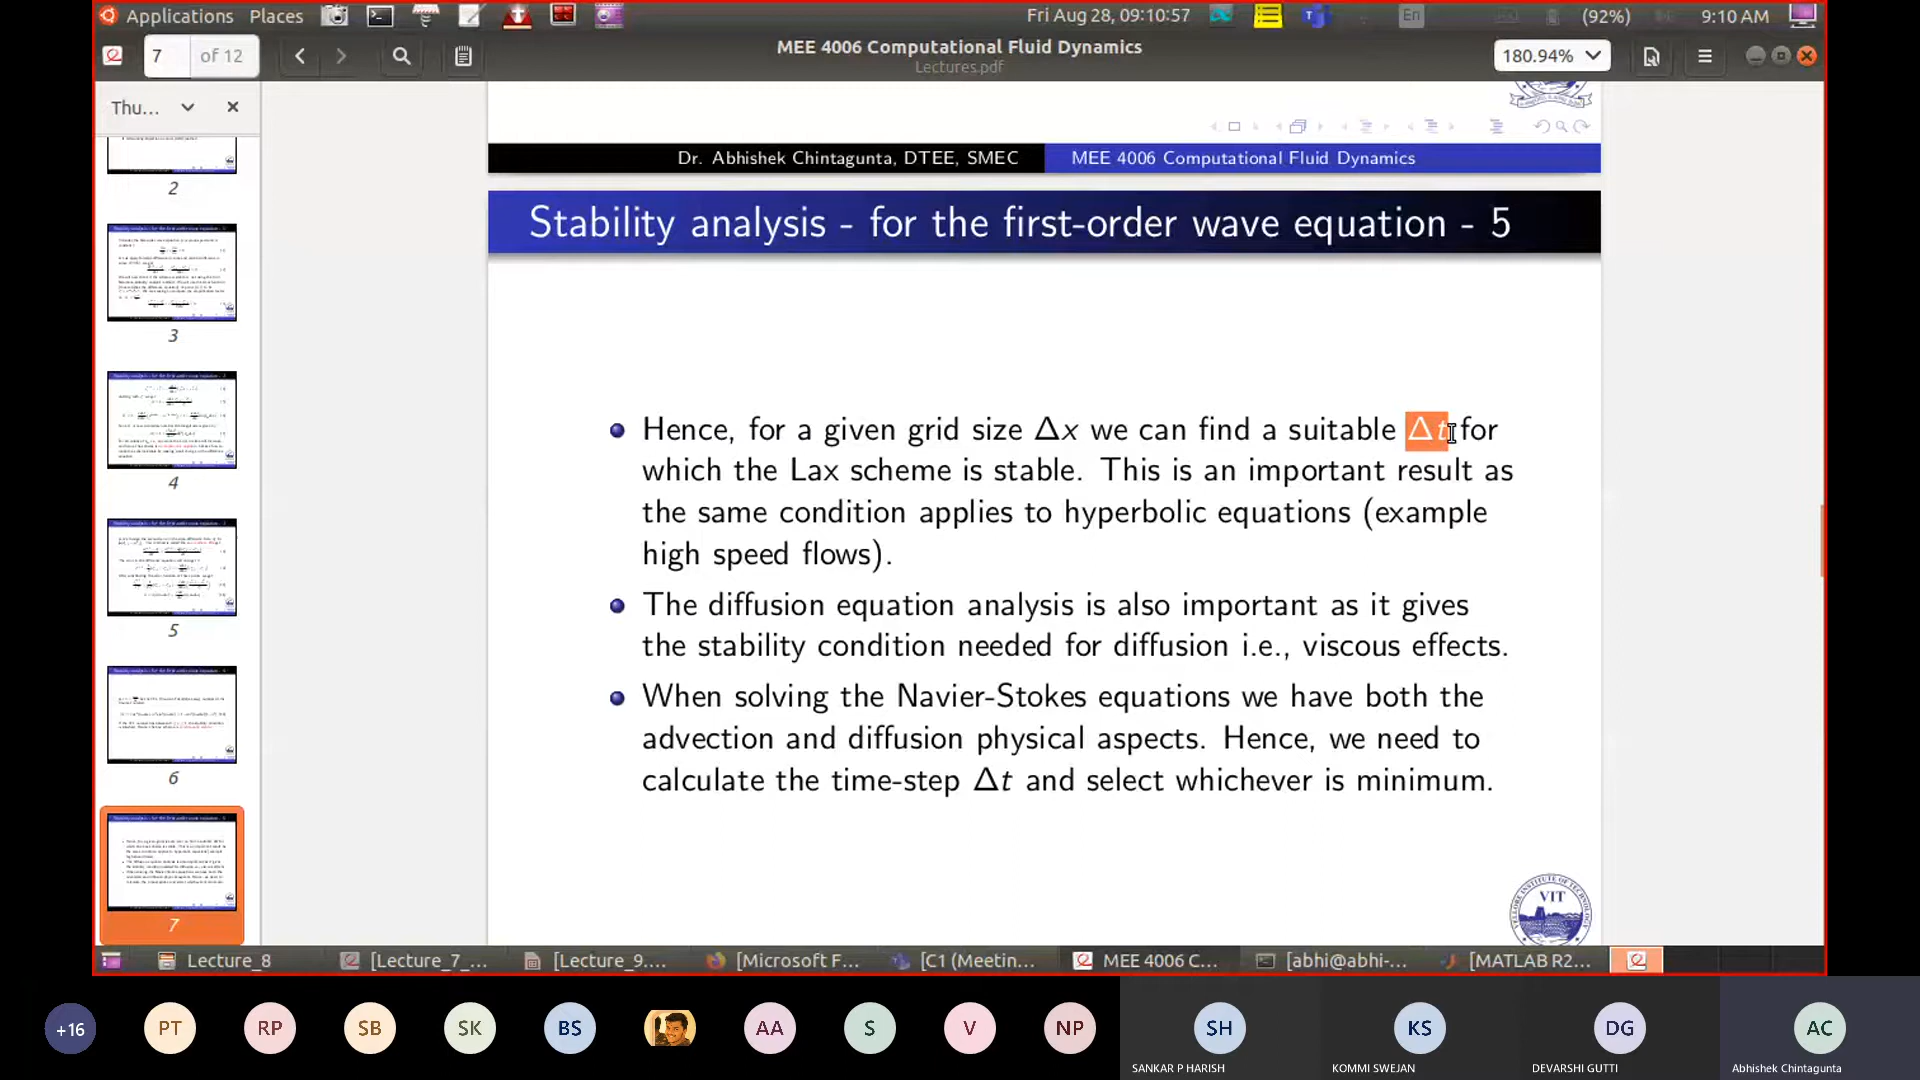 Applications Places Fri Aug 28, 09:10:57 En (92%) 9:10 AM
7 of 12 MEE 4006 Computational Fluid Dynamics 180.94%
Lectures.pdf
Thu...
2
3
4
5
6
7
Dr. Abhishek Chintagunta, DTEE, SMEC MEE 4006 Computational Fluid Dynamics
Stability analysis - for the first-order wave equation - 5
Hence, for a given grid size Δx we can find a suitable Δt for
which the Lax scheme is stable. This is an important result as
the same condition applies to hyperbolic equations (example
high speed flows).
The diffusion equation analysis is also important as it gives
the stability condition needed for diffusion i.e., viscous effects.
When solving the Navier-Stokes equations we have both the
advection and diffusion physical aspects. Hence, we need to
calculate the time-step Δt and select whichever is minimum.
VIT
Lecture_8 [Lecture_7_... [Lecture_9.... [Microsoft F... [C1 (Meetin... MEE 4006 C... [abhi@abhi-... [MATLAB R2...
+16 PT RP SB SK BS AA S V NP SH KS DG AC
SANKAR P HARISH KOMMI SWEJAN DEVARSHI GUTTI Abhishek Chintagunta